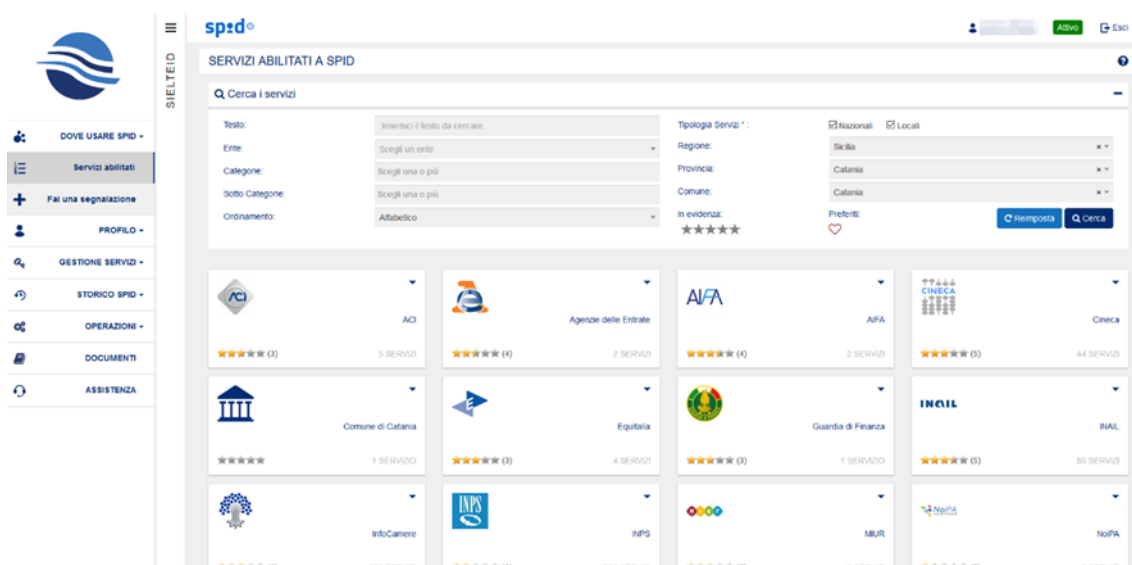 spid
Attivo
Esci
SIELTEID
SERVIZI ABILITATI A SPID
Cerca i servizi
DOVE USARE SPID
Servizi abilitati
Fai una segnalazione
PROFILO
GESTIONE SERVIZI
STORICO SPID
OPERAZIONI
DOCUMENTI
ASSISTENZA
Testo: Inserisci il testo da cercare
Ente: Scegli un ente
Categorie: Scegli una o più
Sotto Categorie: Scegli una o più
Ordinamento: Alfabetico
Tipologia Servizi * : Nazionali Locali
Regione: Sicilia
Provincia: Catania
Comune: Catania
In evidenza: Preferiti:
Reimposta Cerca
ACI
ACI
(3) 5 SERVIZI
Agenzie delle Entrate
(4) 2 SERVIZI
AIFA
AIFA
(4) 2 SERVIZI
CINECA
Cineca
(5) 44 SERVIZI
Comune di Catania
1 SERVIZIO
E
Equitalia
(3) 4 SERVIZI
Guardia di Finanza
(3) 1 SERVIZIO
INAIL
INAIL
(5) 85 SERVIZI
InfoCamere
INPS
INPS
MIUR
MIUR
NoiPA
NoiPA